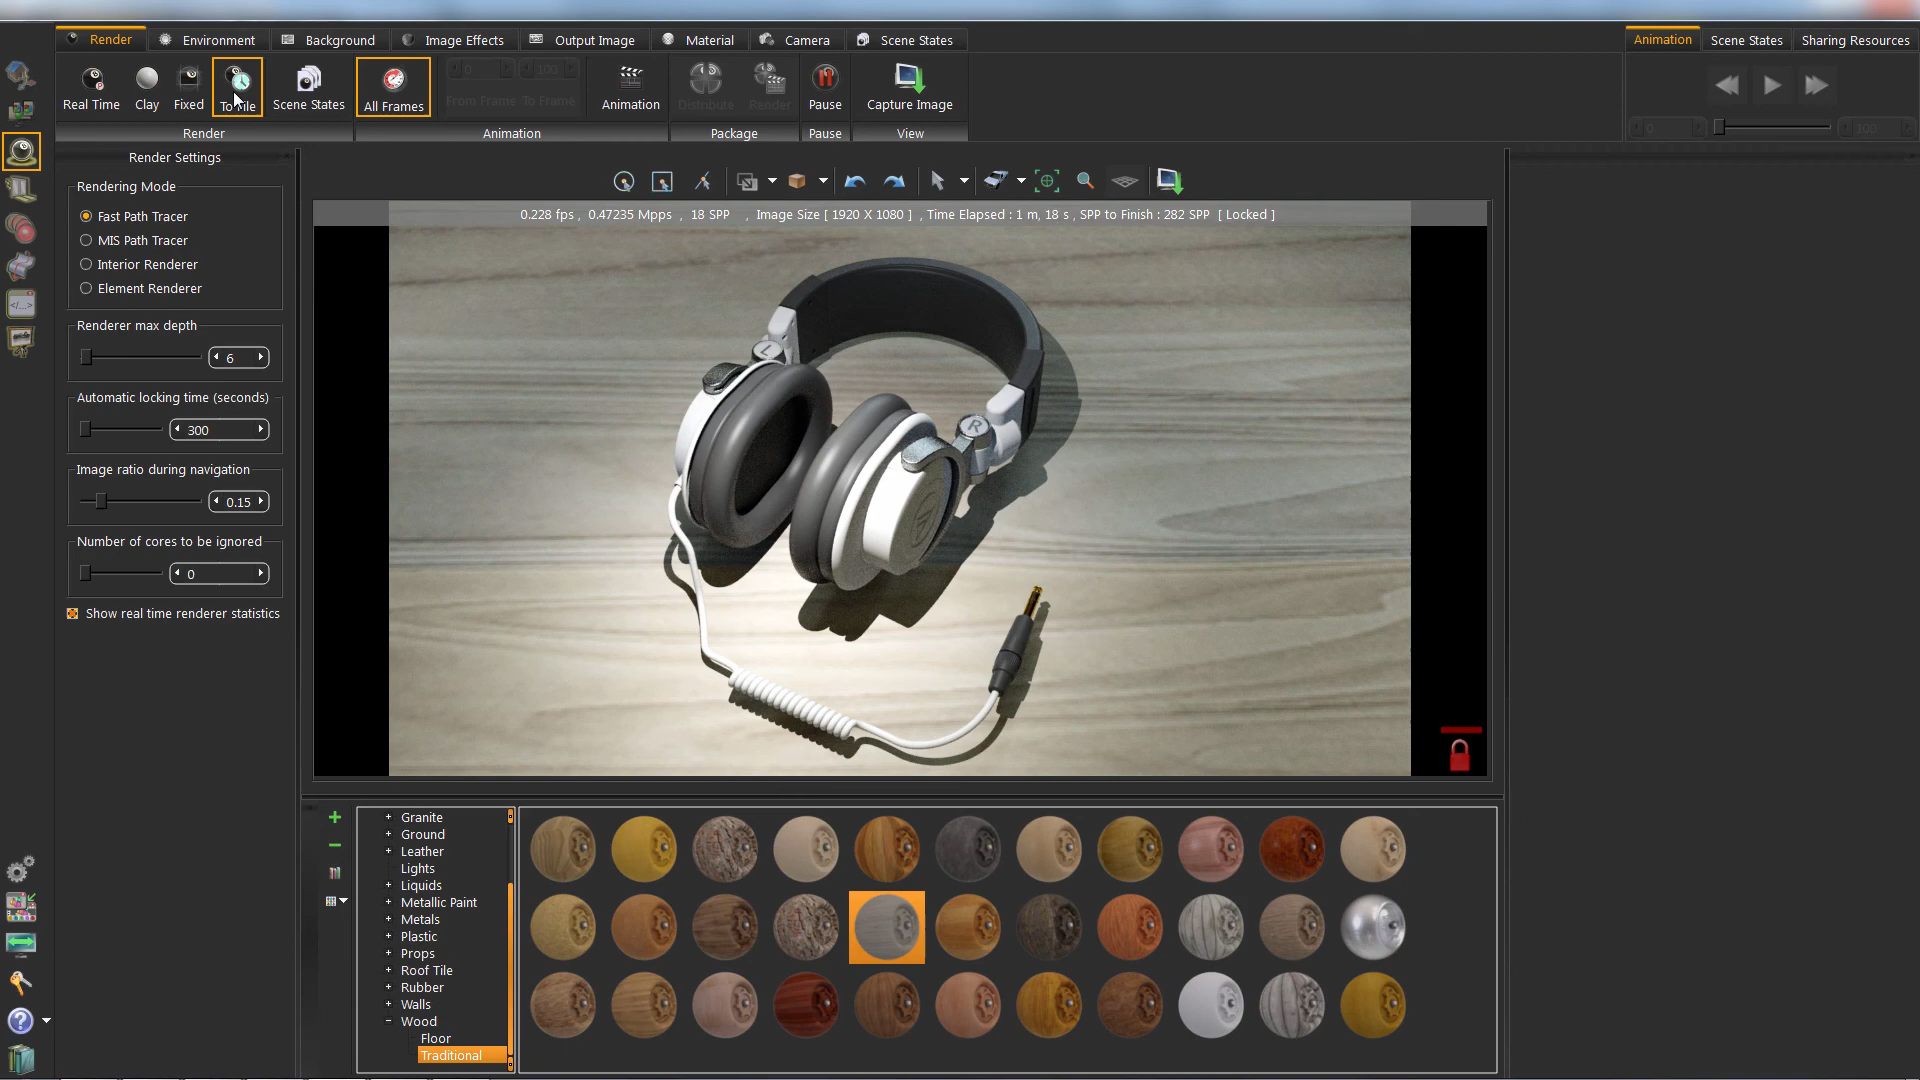 Render
Environment
Background
Image Effects
Output Image
Material
Camera
Scene States
Animation
Scene States
Sharing Resources
Real Time
Clay
Fixed
Scene States
All Frames
0
100
From Frame
To Frame
Animation
Distribute
Render
Pause
Capture Image
0
100
Render
Animation
Package
Pause
View
Render Settings
Rendering Mode
Fast Path Tracer
MIS Path Tracer
Interior Renderer
Element Renderer
Renderer max depth
6
Automatic locking time (seconds)
300
Image ratio during navigation
0.15
Number of cores to be ignored
0
Show real time renderer statistics
0.228 fps , 0.47235 Mpps , 18 SPP , Image Size [ 1920 X 1080 ] , Time Elapsed : 1 m, 18 s , SPP to Finish : 282 SPP [ Locked ]
L
R
Granite
Ground
Leather
Lights
Liquids
Metallic Paint
Metals
Plastic
Props
Roof Tile
Rubber
Walls
Wood
Floor
Traditional